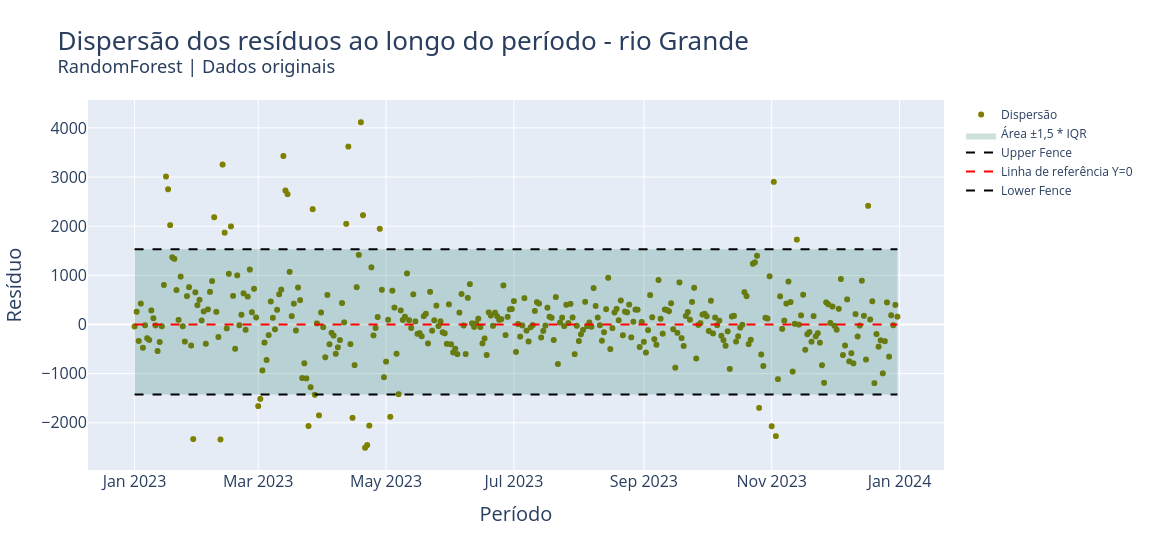 Dispersão dos resíduos ao longo do período - rio Grande
RandomForest | Dados originais
Resíduo
4000
3000
2000
1000
0
−1000
−2000
Jan 2023
Mar 2023
May 2023
Jul 2023
Sep 2023
Nov 2023
Jan 2024
Período
Dispersão
Área ±1,5 * IQR
Upper Fence
Linha de referência Y=0
Lower Fence